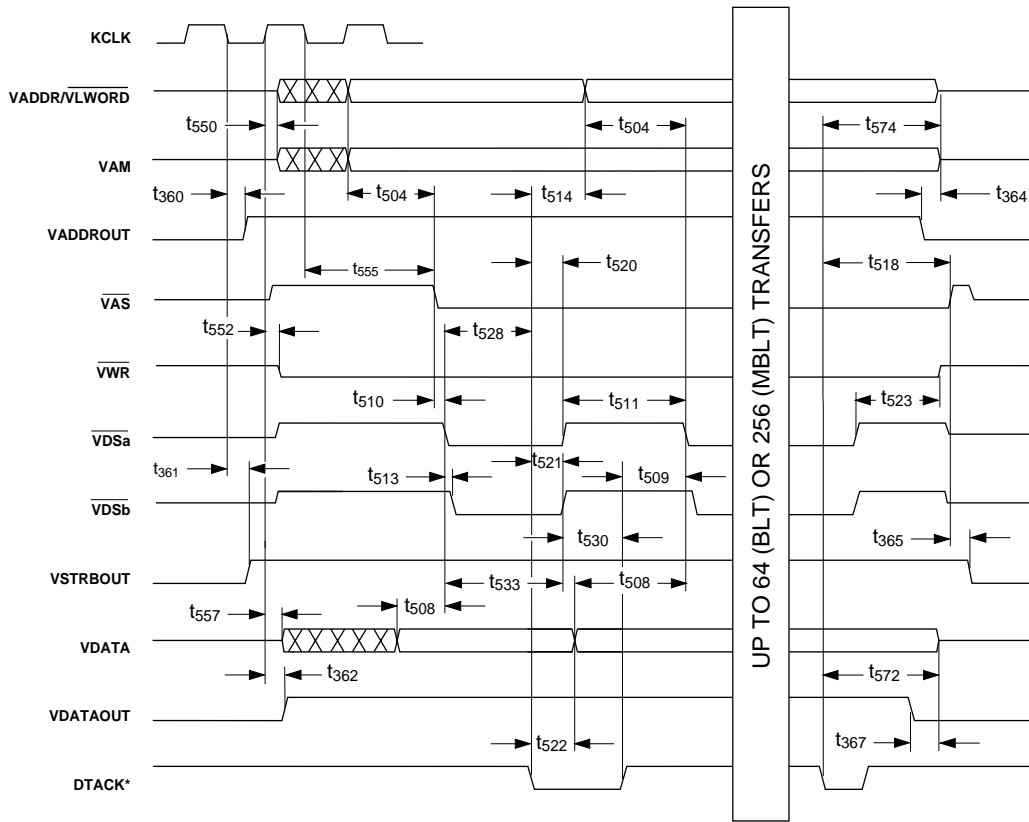 KCLK
VADDR/VLWORD
t550
t504
t574
VAM
t360
t504
t514
t364
VADDROUT
t555
t520
t518
VAS
t552
t528
VWR
t510
t511
t523
VDSa
t361
t513
t521
t509
VDSb
t530
t365
VSTRBOUT
t533
t508
t557
t508
VDATA
t362
t572
VDATAOUT
t522
t367
DTACK*
UP TO 64 (BLT) OR 256 (MBLT) TRANSFERS